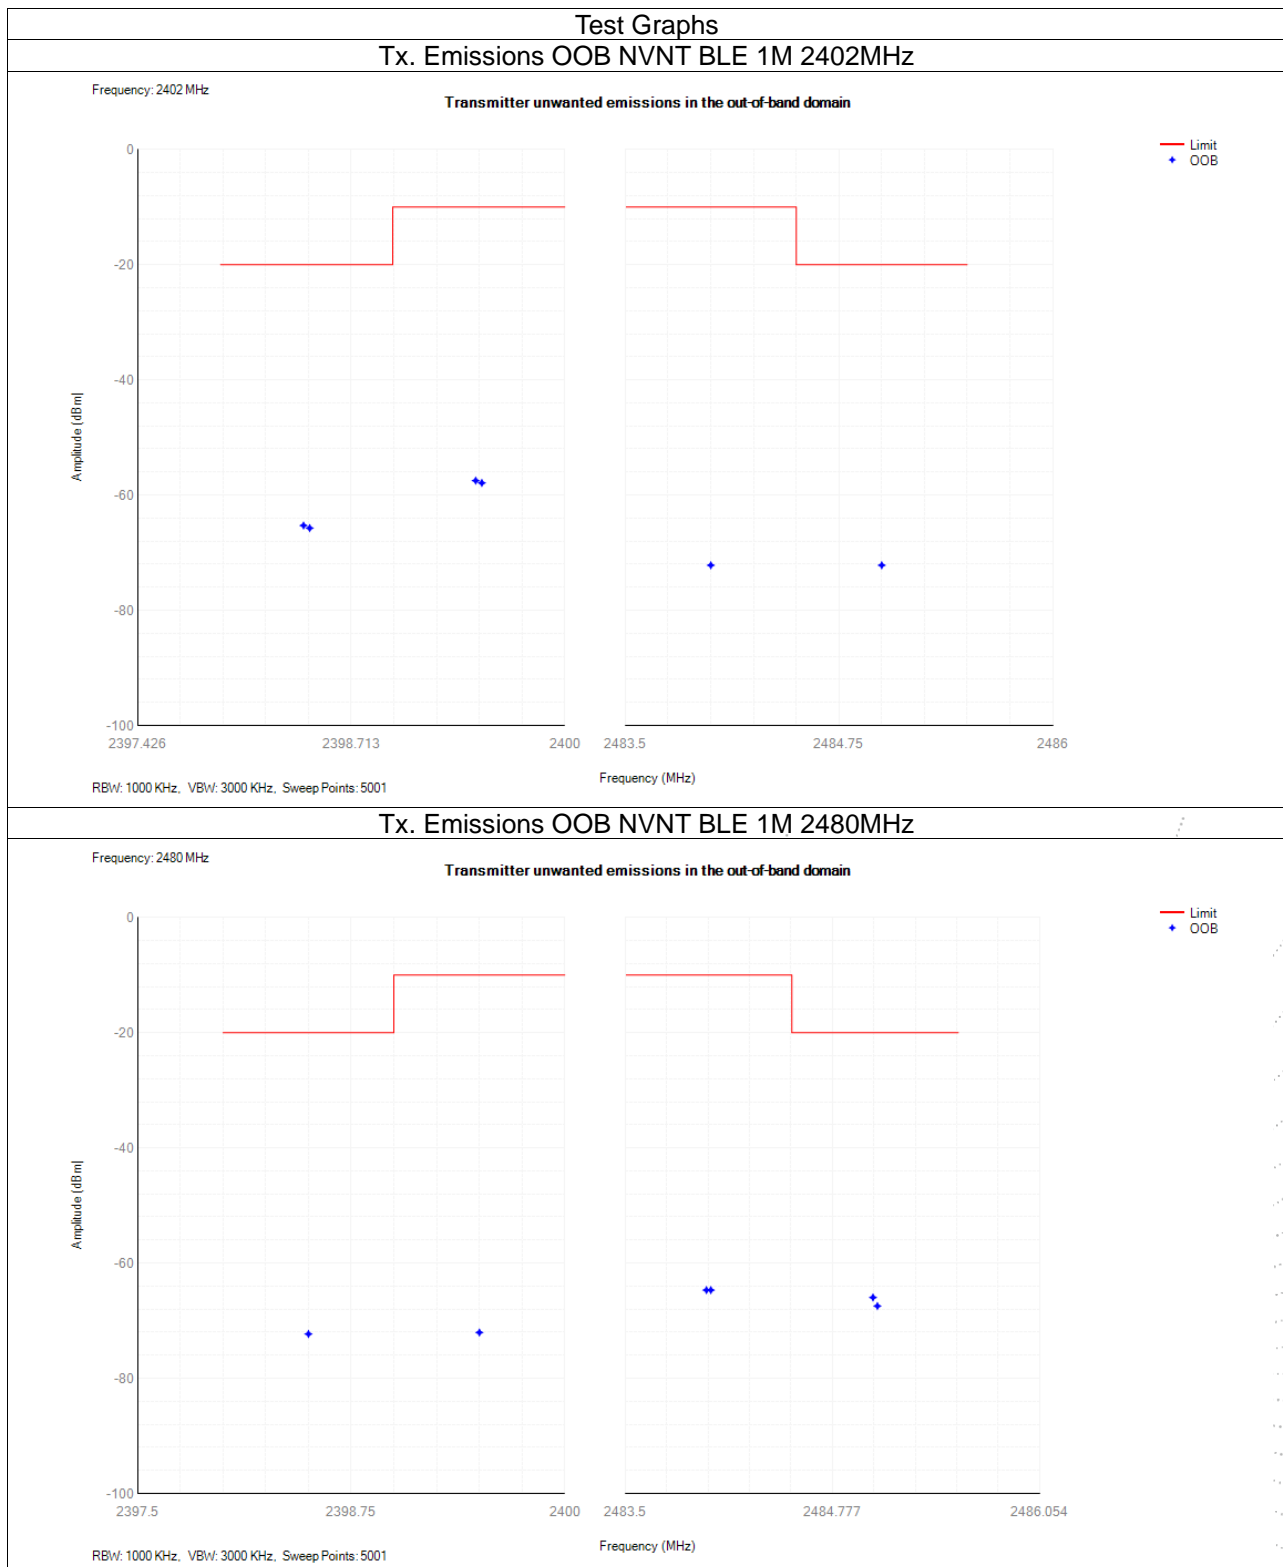 Test Graphs
Tx. Emissions OOB NVNT BLE 1M 2402MHz
Frequency: 2402 MHz
Transmitter unwanted emissions in the out-of-band domain
Limit
OOB
0
-20
-40
-60
-80
-100
Amplitude (dBm)
2397.426 2398.713 2400 2483.5 2484.75 2486
Frequency (MHz)
RBW: 1000 KHz, VBW: 3000 KHz, Sweep Points: 5001
Tx. Emissions OOB NVNT BLE 1M 2480MHz
Frequency: 2480 MHz
Transmitter unwanted emissions in the out-of-band domain
Limit
OOB
0
-20
-40
-60
-80
-100
Amplitude (dBm)
2397.5 2398.75 2400 2483.5 2484.777 2486.054
Frequency (MHz)
RBW: 1000 KHz, VBW: 3000 KHz, Sweep Points: 5001